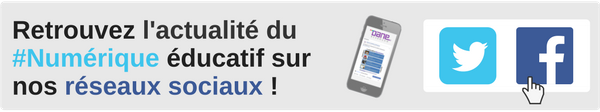 Retrouvez l'actualité du
#Numérique éducatif sur
nos réseaux sociaux !